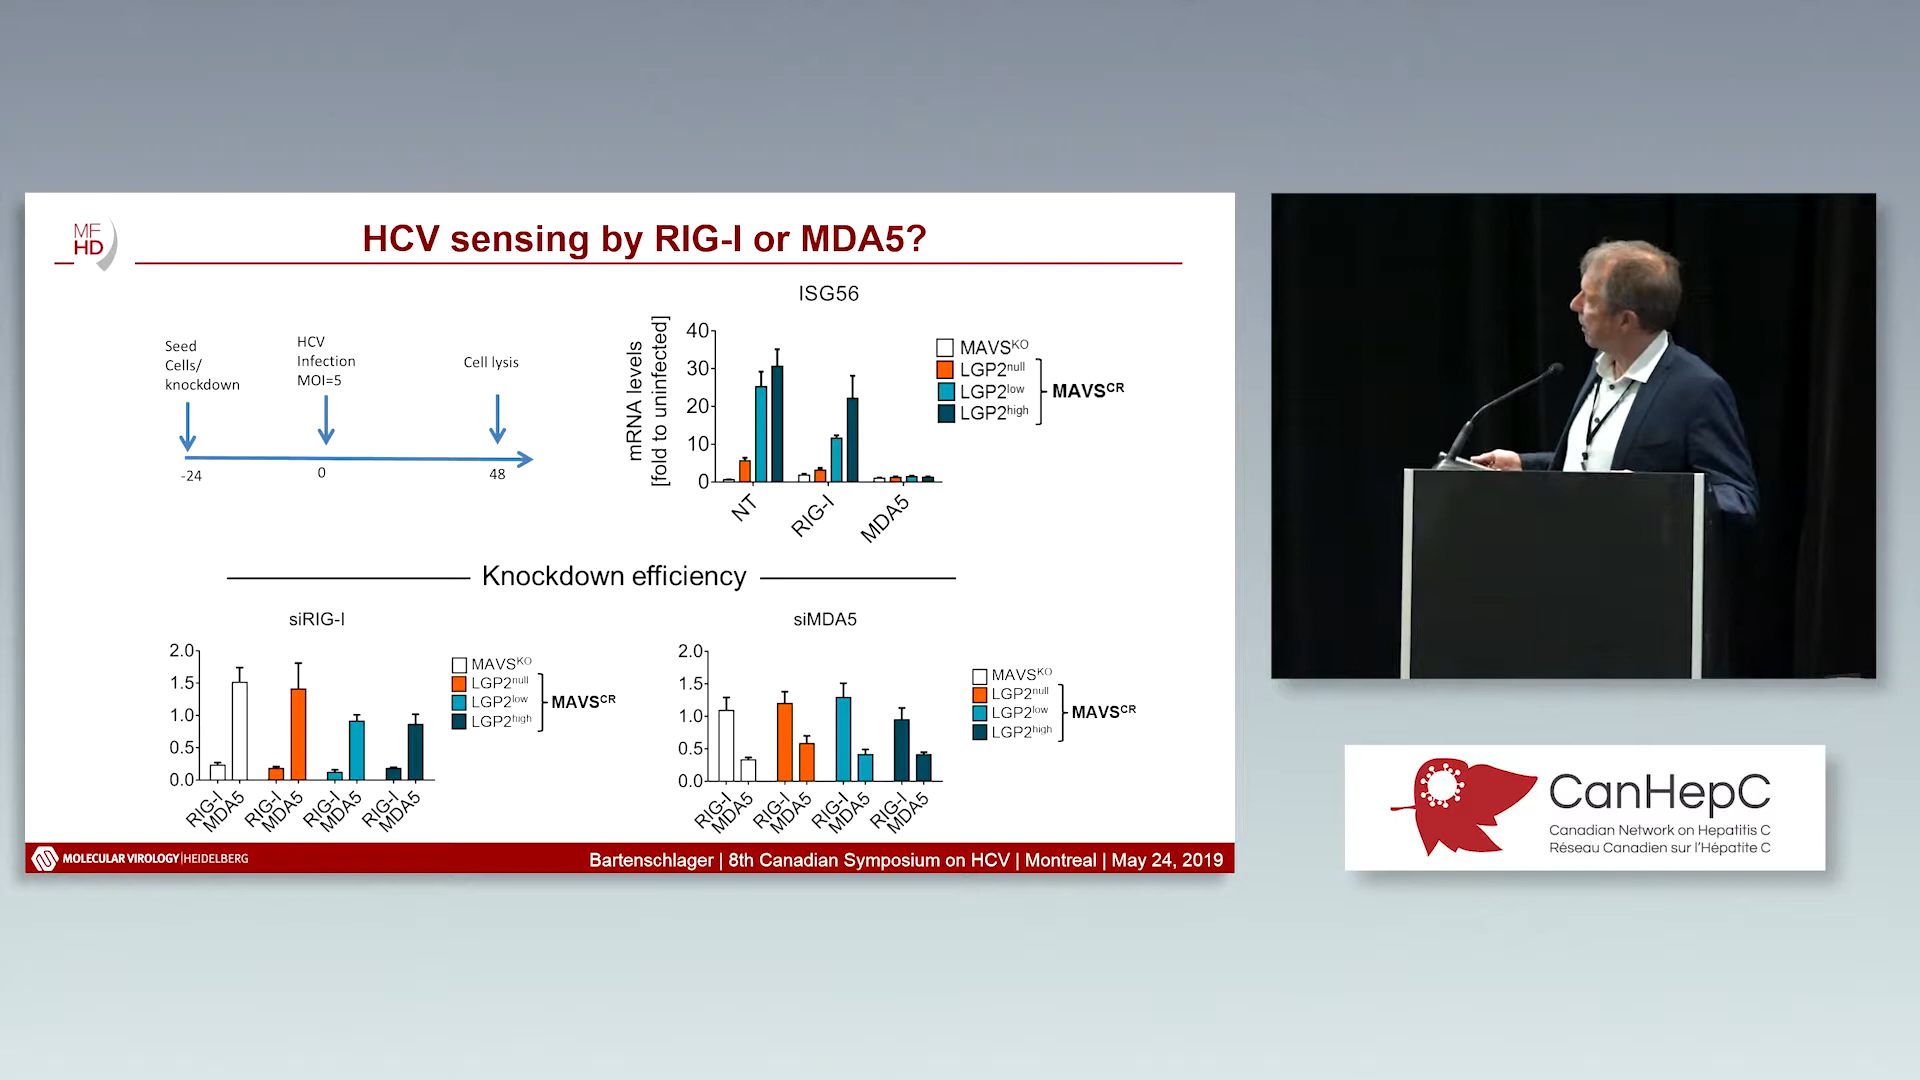 MF
HD
HCV sensing by RIG-I or MDA5?
Seed
Cells/
knockdown
HCV
Infection
MOI=5
Cell lysis
-24
0
48
ISG56
mRNA levels
[fold to uninfected]
40
30
20
10
0
NT
RIG-I
MDA5
MAVSKO
LGP2null
LGP2low
LGP2high
MAVSCR
Knockdown efficiency
siRIG-I
2.0
1.5
1.0
0.5
0.0
RIG-I
MDA5
RIG-I
MDA5
RIG-I
MDA5
RIG-I
MDA5
MAVSKO
LGP2null
LGP2low
LGP2high
MAVSCR
siMDA5
2.0
1.5
1.0
0.5
0.0
RIG-I
MDA5
RIG-I
MDA5
RIG-I
MDA5
RIG-I
MDA5
MAVSKO
LGP2null
LGP2low
LGP2high
MAVSCR
MOLECULAR VIROLOGY|HEIDELBERG
Bartenschlager | 8th Canadian Symposium on HCV | Montreal | May 24, 2019
CanHepC
Canadian Network on Hepatitis C
Réseau Canadien sur l'Hépatite C